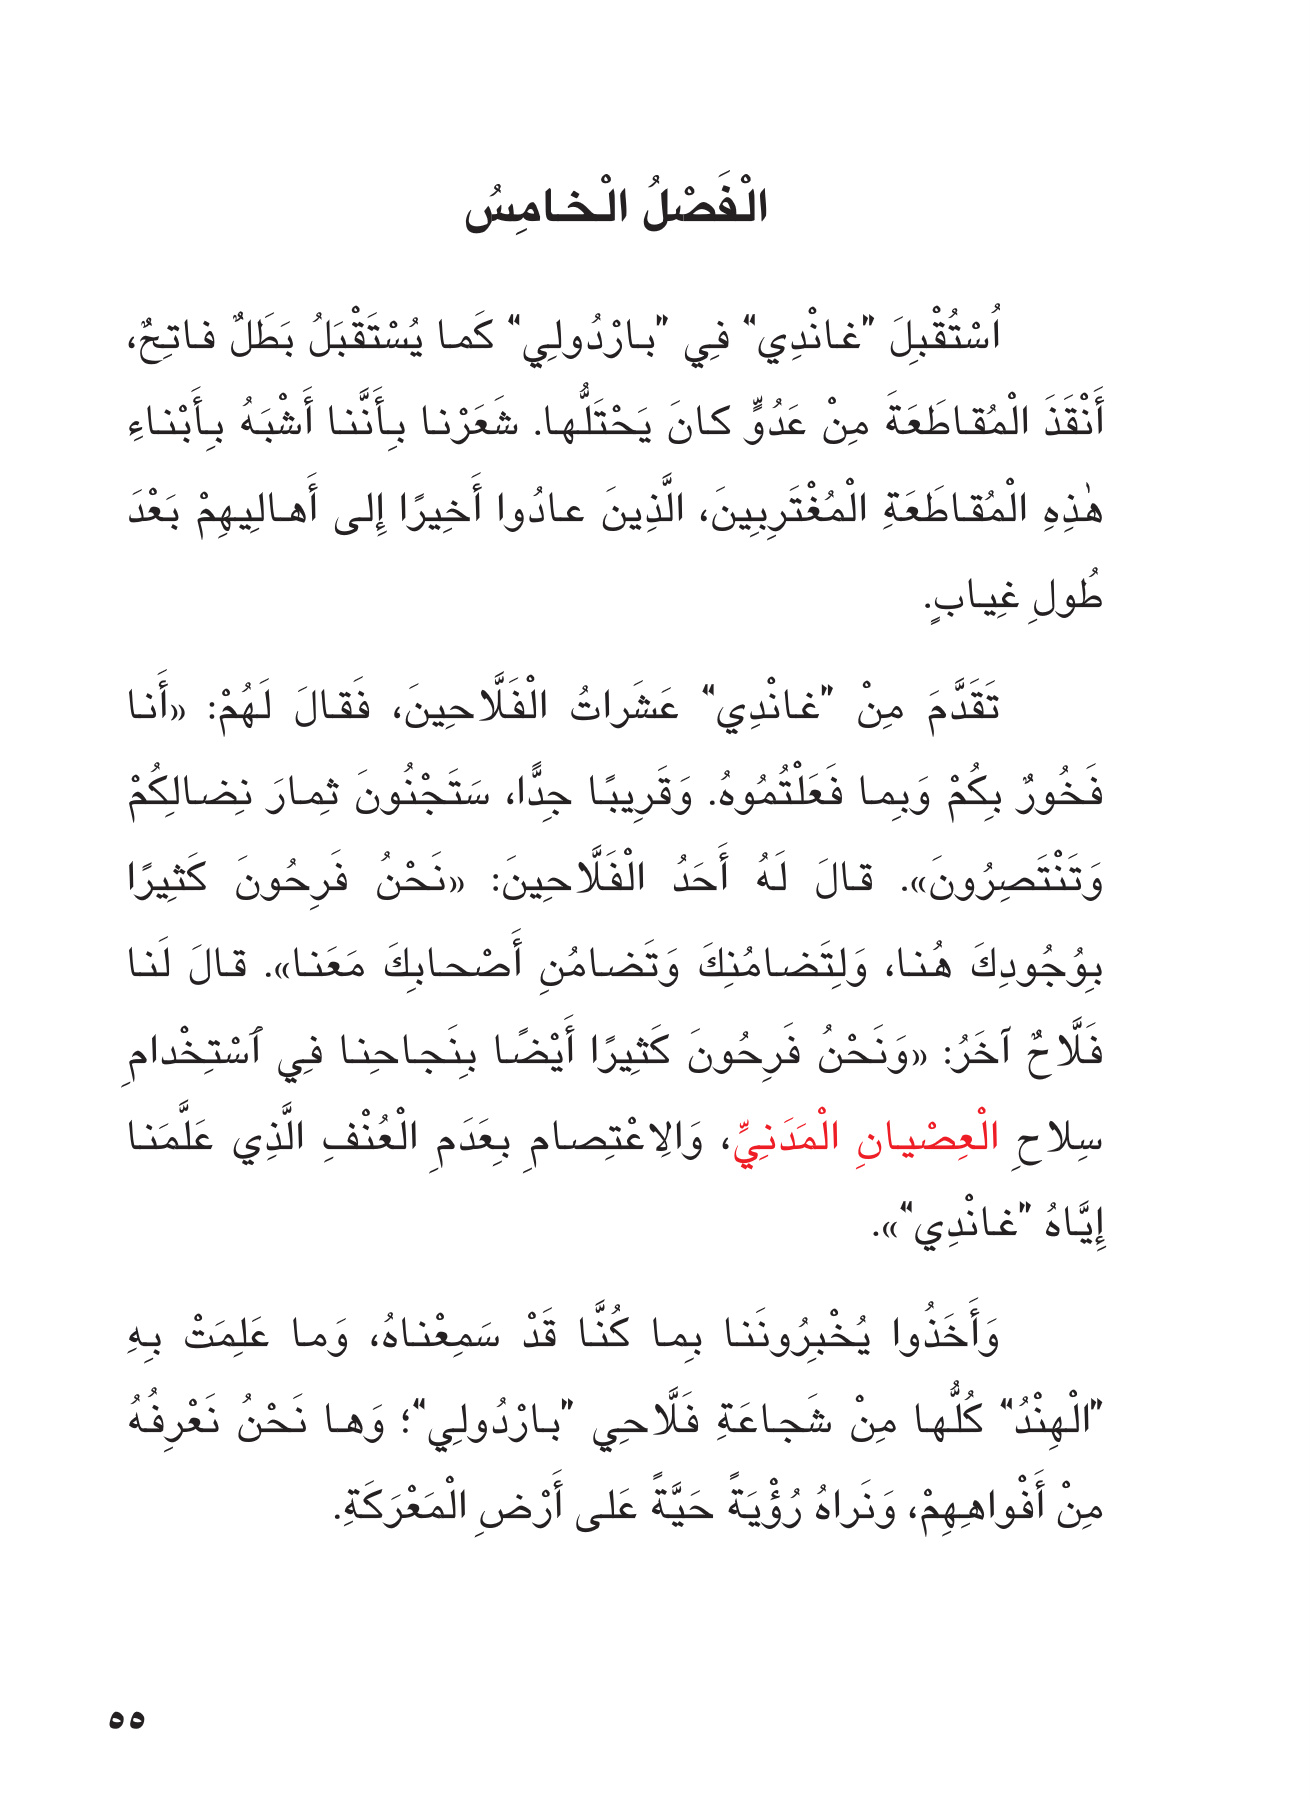 الْفَصْلُ الْخامِسُ
اُسْتُقْبِلَ "غانْدِي" فِي "بارْدُولِي" كَما يُسْتَقْبَلُ بَطَلٌ فاتِحٌ،
أَنْقَذَ الْمُقاطَعَةَ مِنْ عَدُوٍّ كانَ يَحْتَلُّها. شَعَرْنا بِأَنَّنا أَشْبَهُ بِأَبْناءِ
هٰذِهِ الْمُقاطَعَةِ الْمُغْتَرِبِينَ، الَّذِينَ عادُوا أَخِيرًا إِلى أَهالِيهِمْ بَعْدَ
طُولِ غِيابٍ.
تَقَدَّمَ مِنْ "غانْدِي" عَشَراتُ الْفَلَّاحِينَ، فَقالَ لَهُمْ: «أَنا
فَخُورٌ بِكُمْ وَبِما فَعَلْتُمُوهُ. وَقَرِيبًا جِدًّا، سَتَجْنُونَ ثِمارَ نِضالِكُمْ
وَتَنْتَصِرُونَ». قالَ لَهُ أَحَدُ الْفَلَّاحِينَ: «نَحْنُ فَرِحُونَ كَثِيرًا
بِوُجُودِكَ هُنا، وَلِتَضامُنِكَ وَتَضامُنِ أَصْحابِكَ مَعَنا». قالَ لَنا
فَلَّاحٌ آخَرُ: «وَنَحْنُ فَرِحُونَ كَثِيرًا أَيْضًا بِنَجاحِنا فِي ٱسْتِخْدامِ
سِلاحِ الْعِصْيانِ الْمَدَنِيِّ، وَالِاعْتِصامِ بِعَدَمِ الْعُنْفِ الَّذِي عَلَّمَنا
إِيَّاهُ "غانْدِي"».
وَأَخَذُوا يُخْبِرُونَنا بِما كُنَّا قَدْ سَمِعْناهُ، وَما عَلِمَتْ بِهِ
"الْهِنْدُ" كُلُّها مِنْ شَجاعَةِ فَلَّاحِي "بارْدُولِي"؛ وَها نَحْنُ نَعْرِفُهُ
مِنْ أَفْواهِهِمْ، وَنَراهُ رُؤْيَةً حَيَّةً عَلى أَرْضِ الْمَعْرَكَةِ.
٥٥